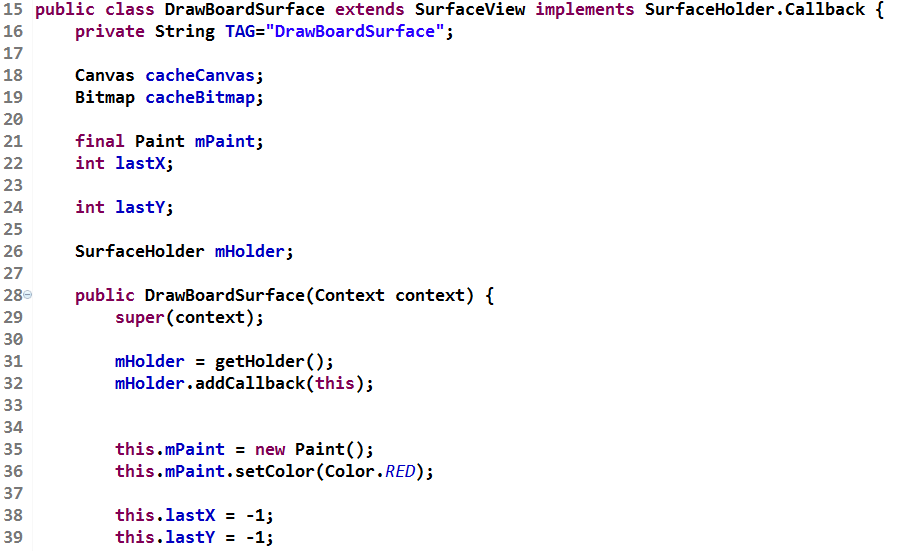 15 public class DrawBoardSurface extends SurfaceView implements SurfaceHolder.Callback {
16     private String TAG="DrawBoardSurface";
17
18     Canvas cacheCanvas;
19     Bitmap cacheBitmap;
20
21     final Paint mPaint;
22     int lastX;
23
24     int lastY;
25
26     SurfaceHolder mHolder;
27
28     public DrawBoardSurface(Context context) {
29         super(context);
30
31         mHolder = getHolder();
32         mHolder.addCallback(this);
33
34
35         this.mPaint = new Paint();
36         this.mPaint.setColor(Color.RED);
37
38         this.lastX = -1;
39         this.lastY = -1;